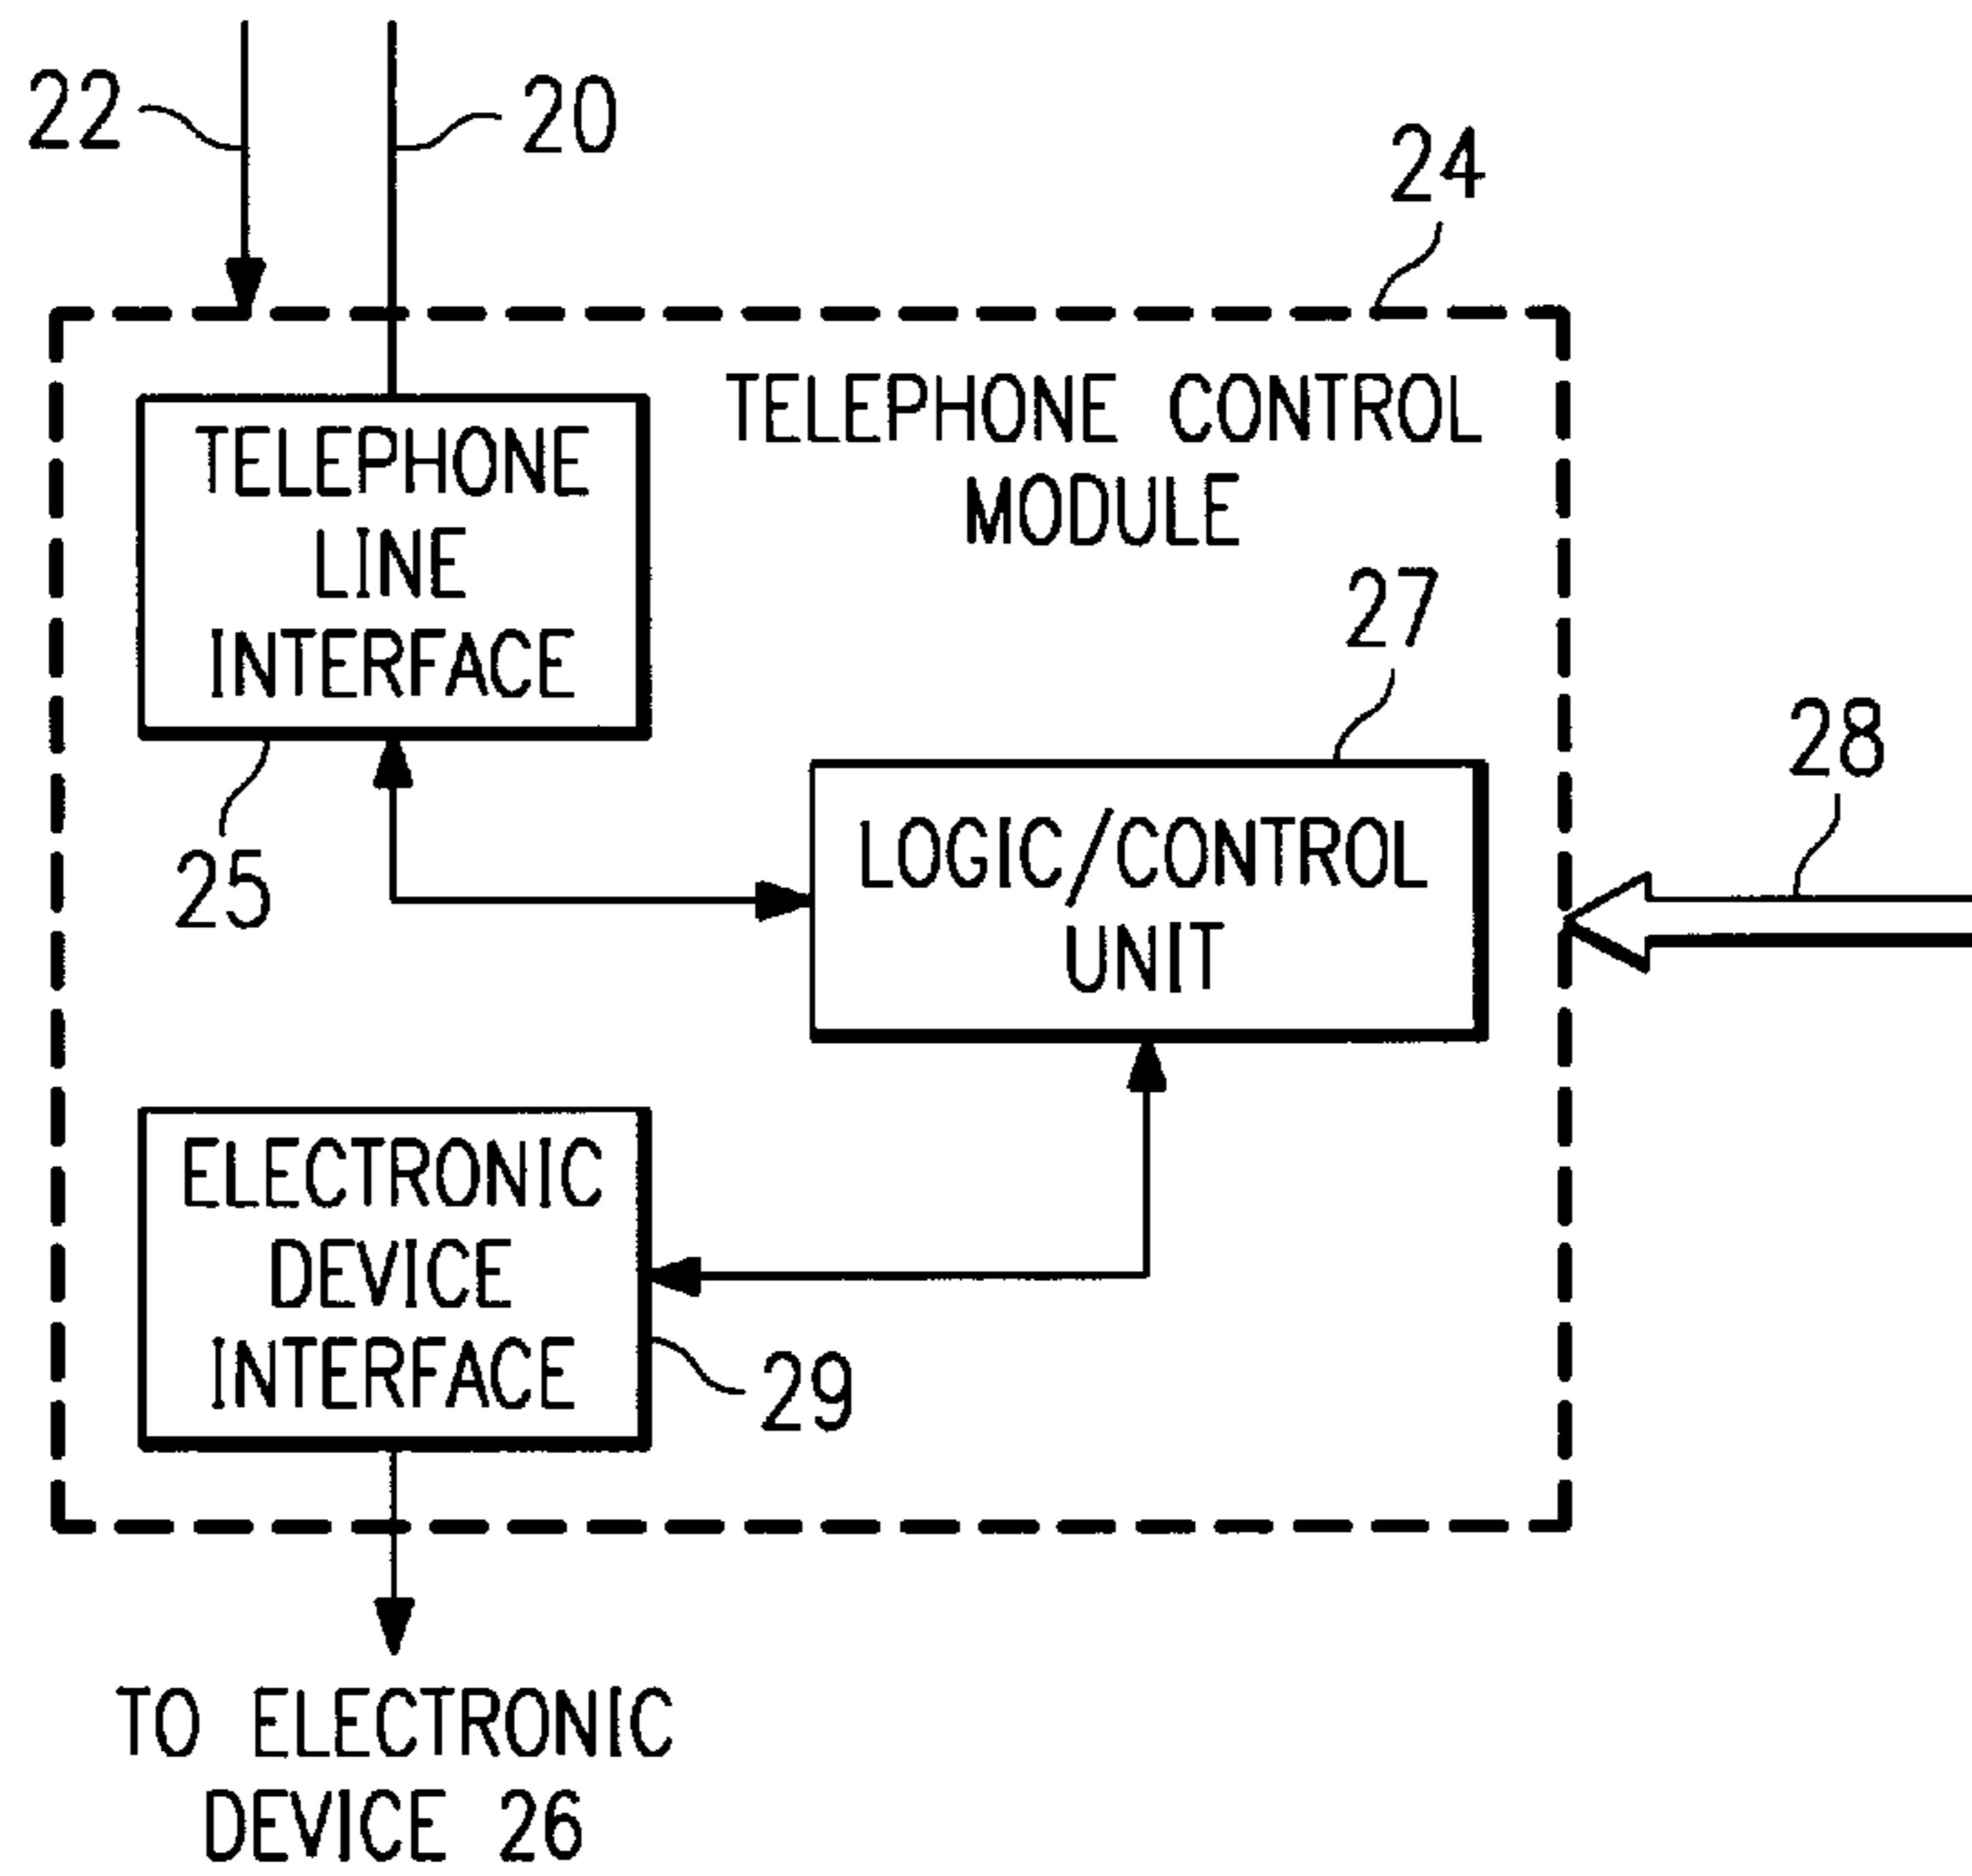 22
20
24
TELEPHONE CONTROL
MODULE
TELEPHONE
LINE
INTERFACE
27
28
25
LOGIC/CONTROL
UNIT
ELECTRONIC
DEVICE
INTERFACE
29
TO ELECTRONIC
DEVICE 26